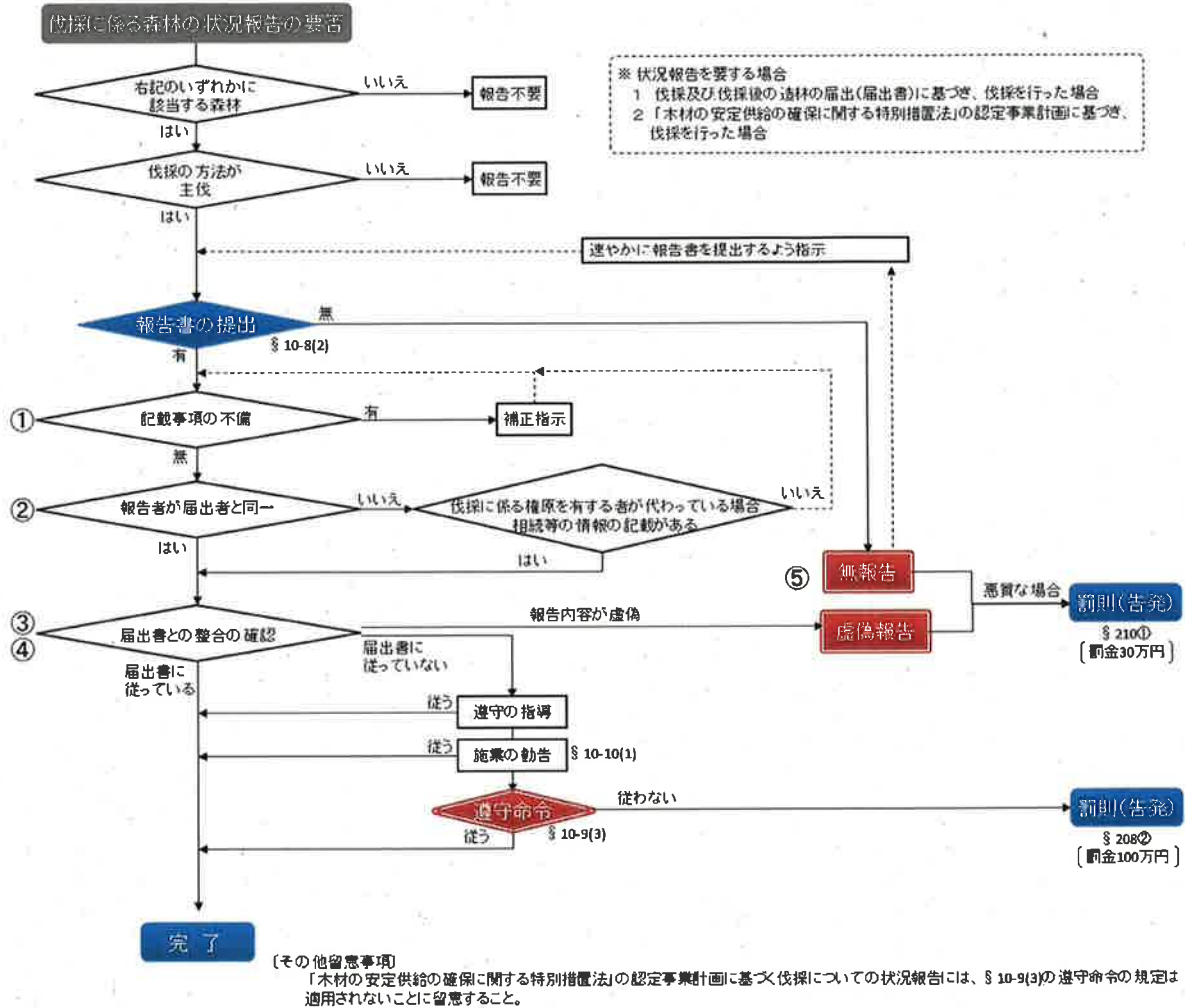 伐採に係る森林の状況報告の要否
右記のいずれかに
該当する森林
いいえ
報告不要
はい
※ 状況報告を要する場合
1 伐採及び伐採後の造林の届出(届出書)に基づき、伐採を行った場合
2 「木材の安定供給の確保に関する特別措置法」の認定事業計画に基づき、
伐採を行った場合
伐採の方法が
主伐
いいえ
報告不要
はい
速やかに報告書を提出するよう指示
報告書の提出
無
§ 10-8(2)
有
①
記載事項の不備
有
補正指示
無
②
報告者が届出者と同一
いいえ
伐採に係る権原を有する者が代わっている場合
相続等の情報の記載がある
いいえ
はい
はい
⑤
無報告
悪質な場合
罰則(告発)
§ 210①
[罰金30万円]
③
④
届出書との整合の確認
報告内容が虚偽
虚偽報告
届出書に
従っていない
届出書に
従っている
従う
遵守の指導
従う
施業の勧告
§ 10-10(1)
遵守命令
従わない
罰則(告発)
§ 208②
[罰金100万円]
従う
§ 10-9(3)
完了
〔その他留意事項〕
「木材の安定供給の確保に関する特別措置法」の認定事業計画に基づく伐採についての状況報告には、§ 10-9(3)の遵守命令の規定は
適用されないことに留意すること。